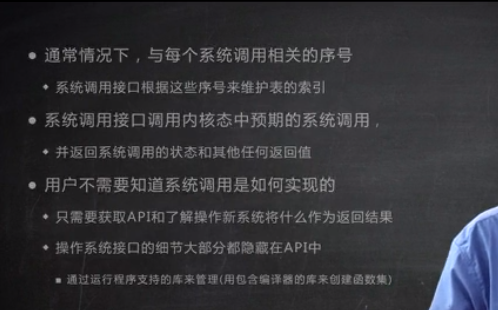 通常情况下，与每个系统调用相关的序号
系统调用接口根据这些序号来维护表的索引
系统调用接口调用内核态中预期的系统调用，
并返回系统调用的状态和其他任何返回值
用户不需要知道系统调用是如何实现的
只需要获取API和了解操作新系统将什么作为返回结果
操作系统接口的细节大部分都隐藏在API中
通过运行程序支持的库来管理(用包含编译器的库来创建函数集)